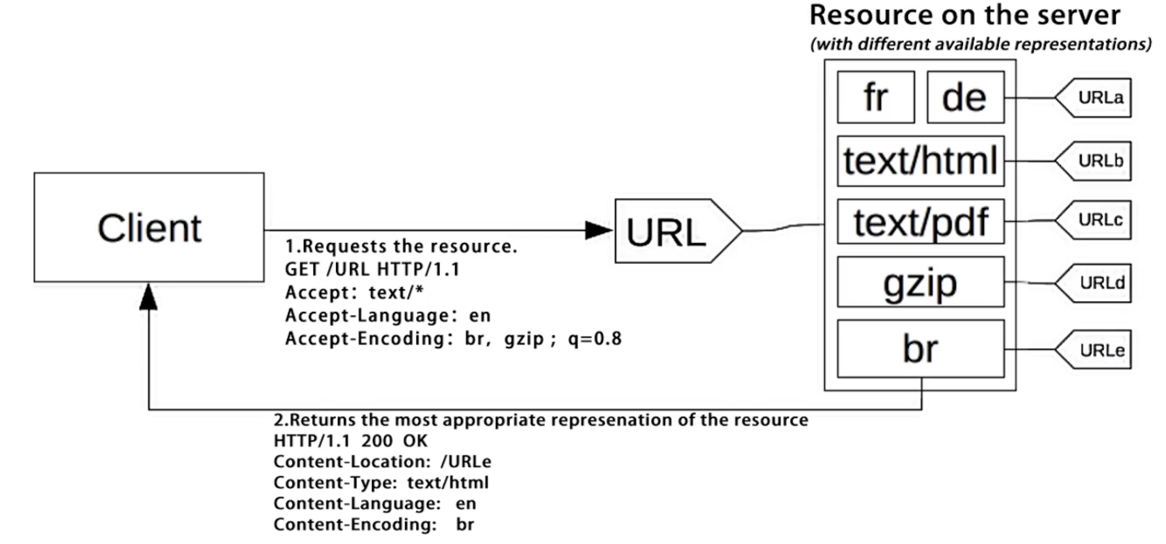 Resource on the server
(with different available representations)
fr de URLa
text/html URLb
Client
URL
text/pdf URLc
1.Requests the resource.
GET /URL HTTP/1.1
Accept: text/*
Accept-Language: en
Accept-Encoding: br, gzip ; q=0.8
gzip URLd
br URLe
2.Returns the most appropriate represenation of the resource
HTTP/1.1 200 OK
Content-Location: /URLe
Content-Type: text/html
Content-Language: en
Content-Encoding: br